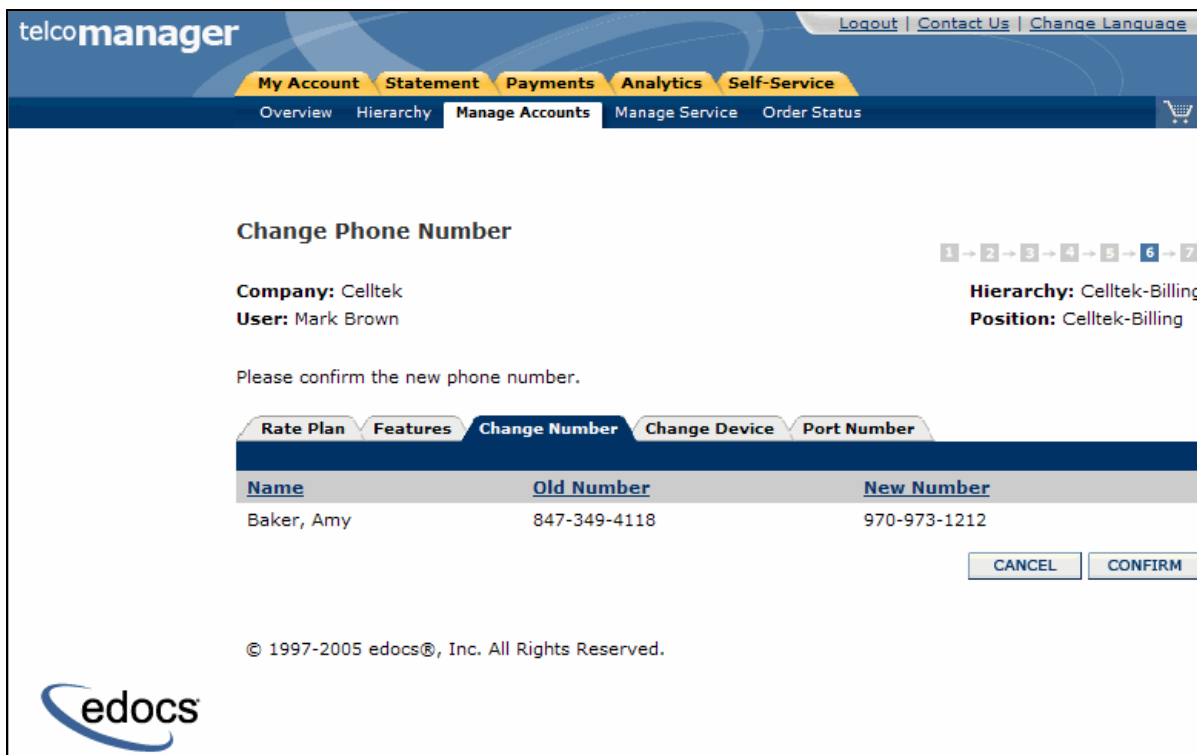 telcomanager
Logout | Contact Us | Change Language
My Account Statement Payments Analytics Self-Service
Overview Hierarchy Manage Accounts Manage Service Order Status
Change Phone Number
1 → 2 → 3 → 4 → 5 → 6 → 7
Company: Celltek
Hierarchy: Celltek-Billing
User: Mark Brown
Position: Celltek-Billing
Please confirm the new phone number.
Rate Plan Features Change Number Change Device Port Number
Name Old Number New Number
Baker, Amy 847-349-4118 970-973-1212
CANCEL CONFIRM
© 1997-2005 edocs®, Inc. All Rights Reserved.
edocs